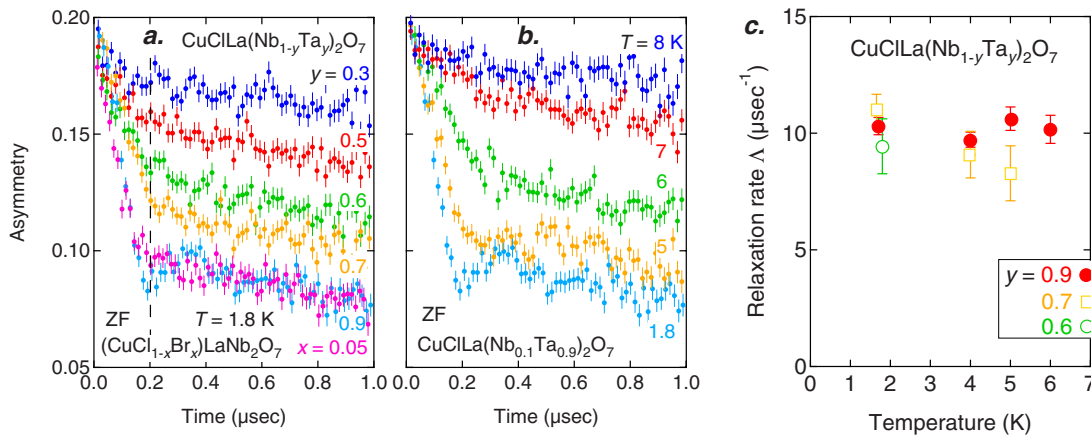 a.
CuClLa(Nb1-yTay)2O7
y = 0.3
0.5
0.6
0.7
0.9
x = 0.05
T = 1.8 K
ZF
(CuCl1-xBrx)LaNb2O7
0.20
0.15
0.10
0.05
Asymmetry
0.0 0.2 0.4 0.6 0.8 1.0
Time (μsec)
b.
T = 8 K
7
6
5
1.8
ZF
CuClLa(Nb0.1Ta0.9)2O7
0.0 0.2 0.4 0.6 0.8 1.0
Time (μsec)
c.
CuClLa(Nb1-yTay)2O7
15
10
5
0
Relaxation rate Λ (μsec-1)
y = 0.9
0.7
0.6
0 1 2 3 4 5 6 7
Temperature (K)